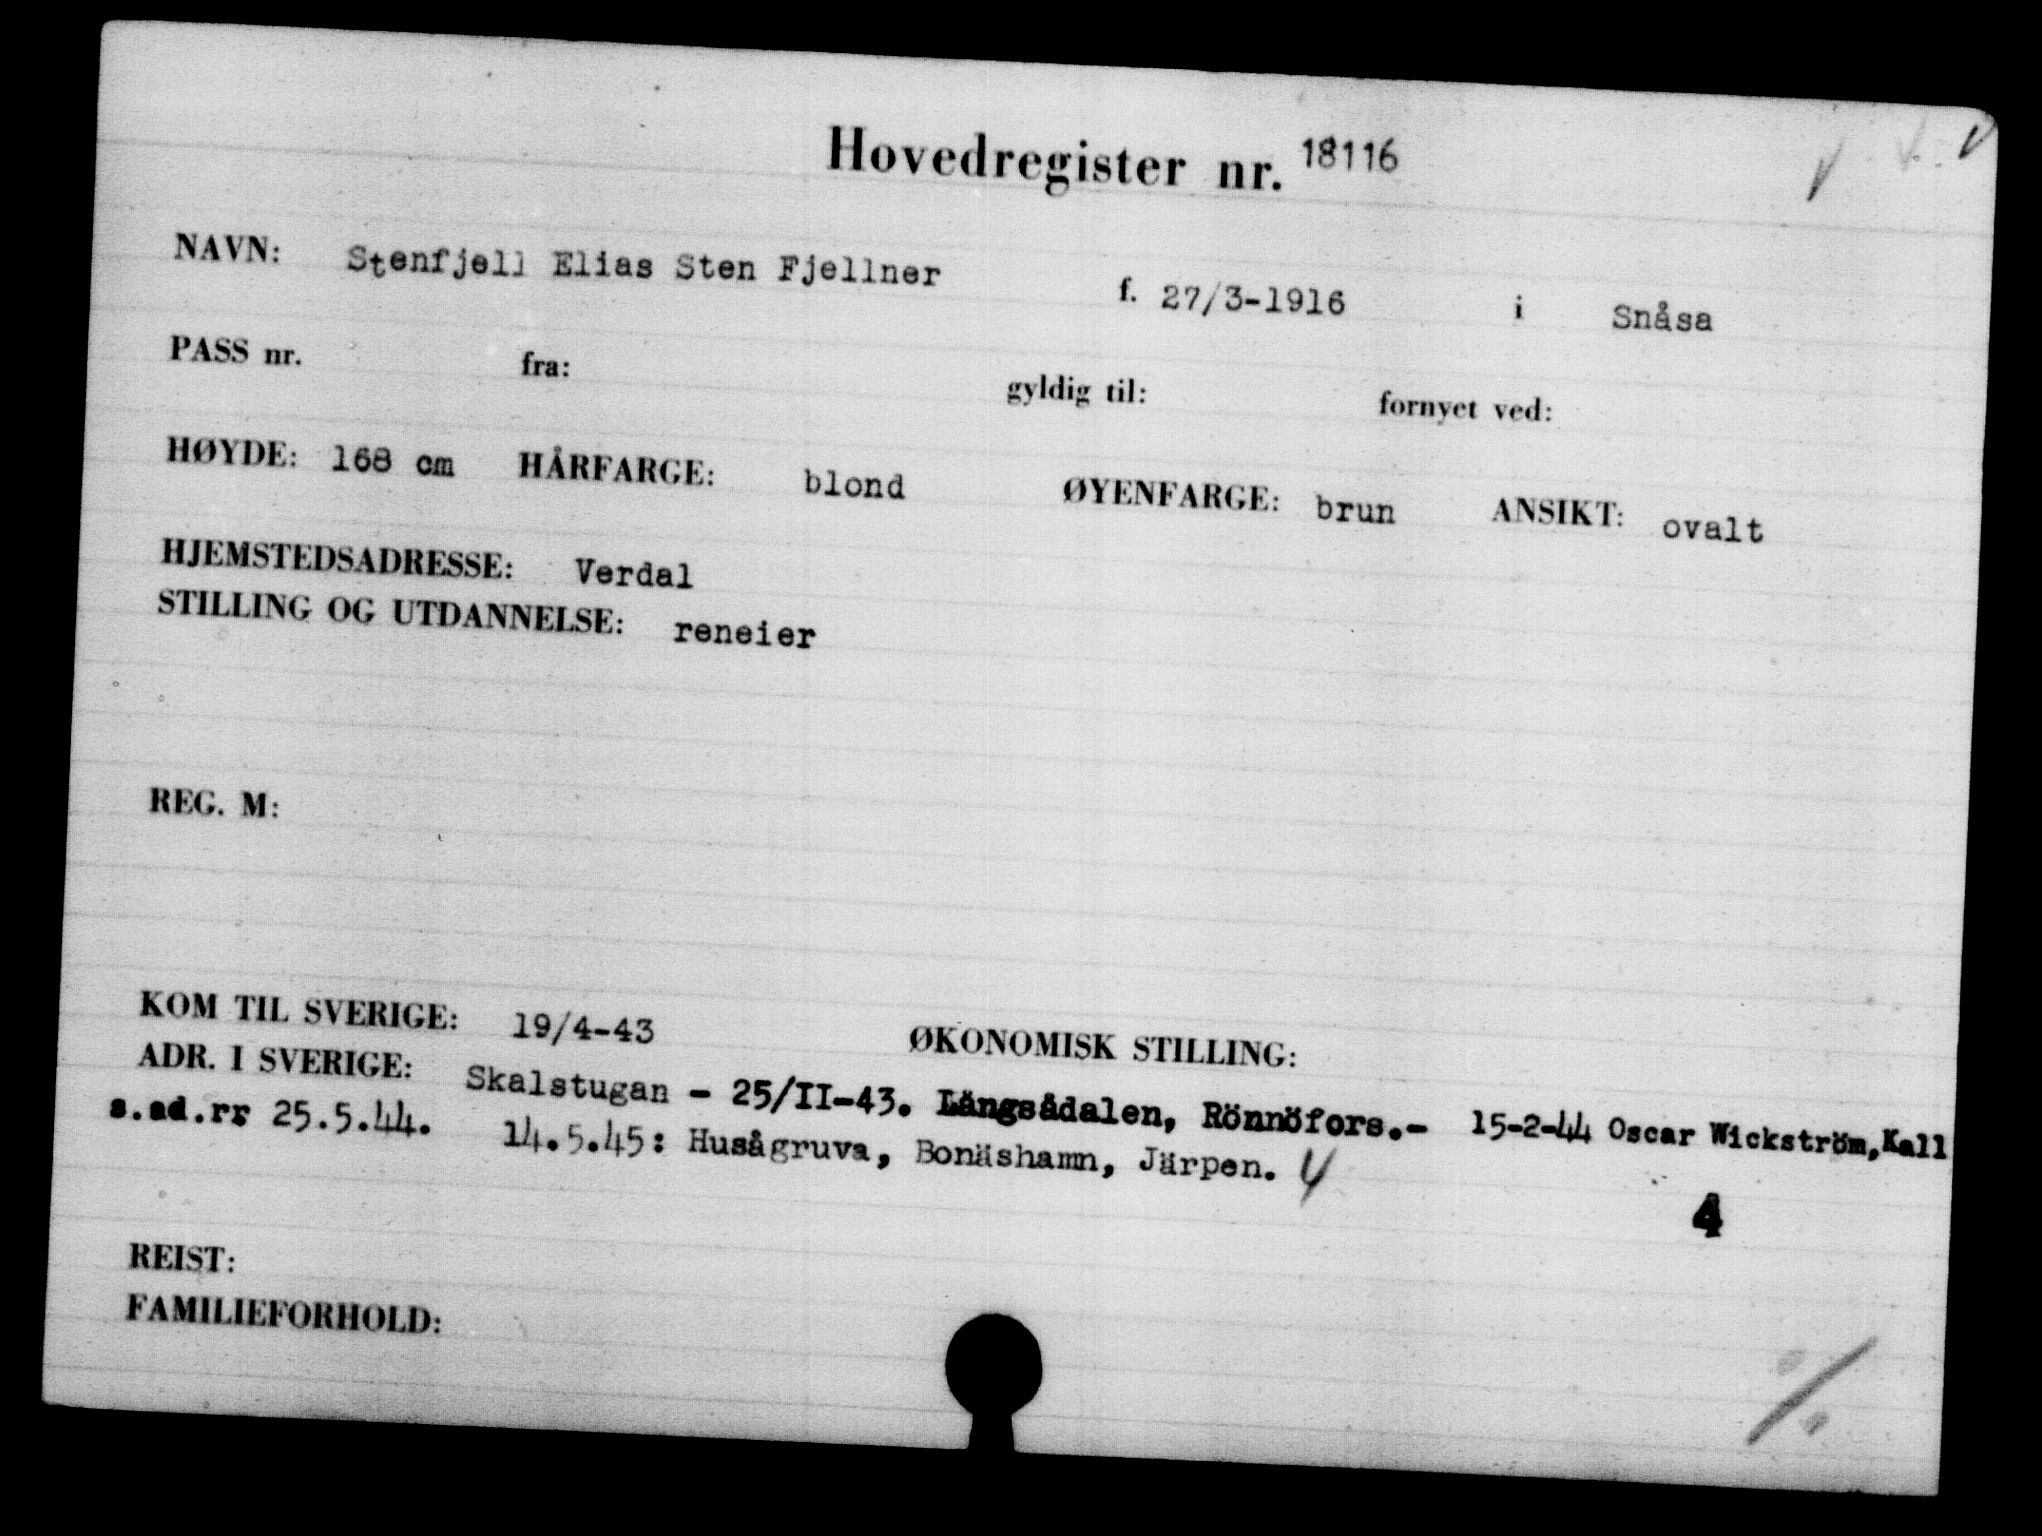 Hovedregister nr. 18116
NAVN: Stenfjell Elias Sten Fjellner f. 27/3-1916 i Snåsa
PASS nr. fra: gyldig til: fornyet ved:
HØYDE: 168 cm HÅRFARGE: blond ØYENFARGE: brun ANSIKT: ovalt
HJEMSTEDSADRESSE: Verdal
STILLING OG UTDANNELSE: reneier
REG. M:
KOM TIL SVERIGE: 19/4-43 ØKONOMISK STILLING:
ADR. I SVERIGE: Skalstugan - 25/II-43. Längsådalen, Rönnöfors.- 15-2-44 Oscar Wickström, Kall
s.ad.rr 25.5.44. 14.5.45: Husågruva, Bonäshamn, Järpen.
4
REIST:
FAMILIEFORHOLD: